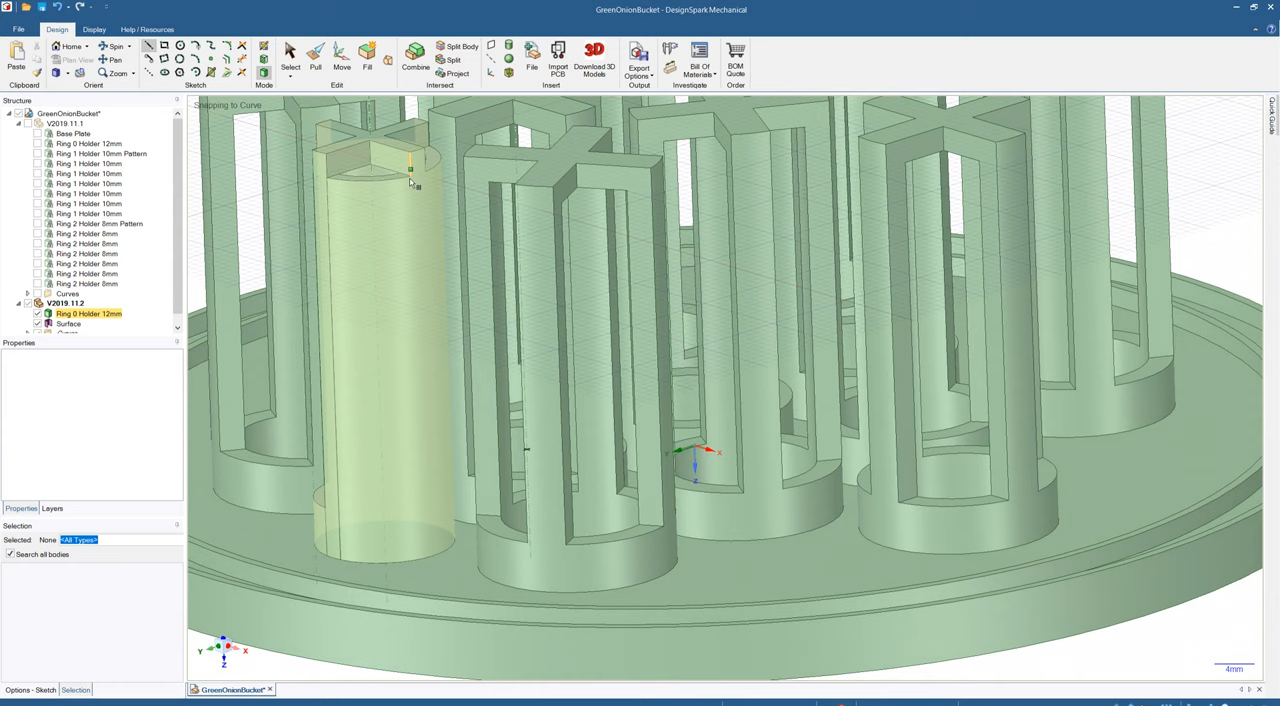 GreenOnionBucket* - DesignSpark Mechanical
File Design Display Help / Resources
Home Spin
Plan View Pan
Zoom
Paste
Select Pull Move Fill
Combine
Split Body
Split
Project
File Import PCB Download 3D Models
Export Options
Bill Of Materials
BOM Quote
Clipboard Orient Sketch Mode Edit Intersect Insert Output Investigate Order
Structure
GreenOnionBucket*
V2019.11.1
Base Plate
Ring 0 Holder 12mm
Ring 1 Holder 10mm Pattern
Ring 1 Holder 10mm
Ring 1 Holder 10mm
Ring 1 Holder 10mm
Ring 1 Holder 10mm
Ring 1 Holder 10mm
Ring 1 Holder 10mm
Ring 2 Holder 8mm Pattern
Ring 2 Holder 8mm
Ring 2 Holder 8mm
Ring 2 Holder 8mm
Ring 2 Holder 8mm
Ring 2 Holder 8mm
Ring 2 Holder 8mm
Curves
V2019.11.2
Ring 0 Holder 12mm
Surface
Properties
Properties Layers
Selection
Selected: None <All Types>
Search all bodies
Options - Sketch Selection
Snapping to Curve
Quick Guide
X
Y
Z
Y
X
Z
4mm
GreenOnionBucket*